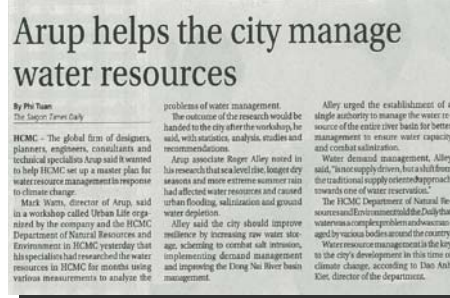 Arup helps the city manage
water resources
By Phi Tuan
The Saigon Times Daily
HCMC - The global firm of designers,
planners, engineers, consultants and
technical specialists Arup said it wanted
to help HCMC set up a master plan for
water resource management in response
to climate change.
Mark Watts, director of Arup, said
in a workshop called Urban Life orga-
nized by the company and the HCMC
Department of Natural Resources and
Environment in HCMC yesterday that
his specialists had researched the water
resources in HCMC for months using
various measurements to analyze the
problems of water management.
The outcome of the research would be
handed to the city after the workshop, he
said, with statistics, analysis, studies and
recommendations.
Arup associate Roger Alley noted in
his research that sea level rise, longer dry
seasons and more extreme summer rain
had affected water resources and caused
urban flooding, salinization and ground
water depletion.
Alley said the city should improve
resilience by increasing raw water stor-
age, scheming to combat salt intrusion,
implementing demand management
and improving the Dong Nai River basin
management.
Alley urged the establishment of a
single authority to manage the water re-
source of the entire river basin for better
management to ensure water capacity
and combat salinization.
Water demand management, Alley
said, "is not supply driven, but a shift from
the traditional supply oriented approach
towards one of water reservation."
The HCMC Department of Natural Re-
sources and Environment told the Daily that
water was a complex problem and was man-
aged by various bodies around the country.
Water resource management is the key
to the city's development in this time of
climate change, according to Dao Anh
Kiet, director of the department.